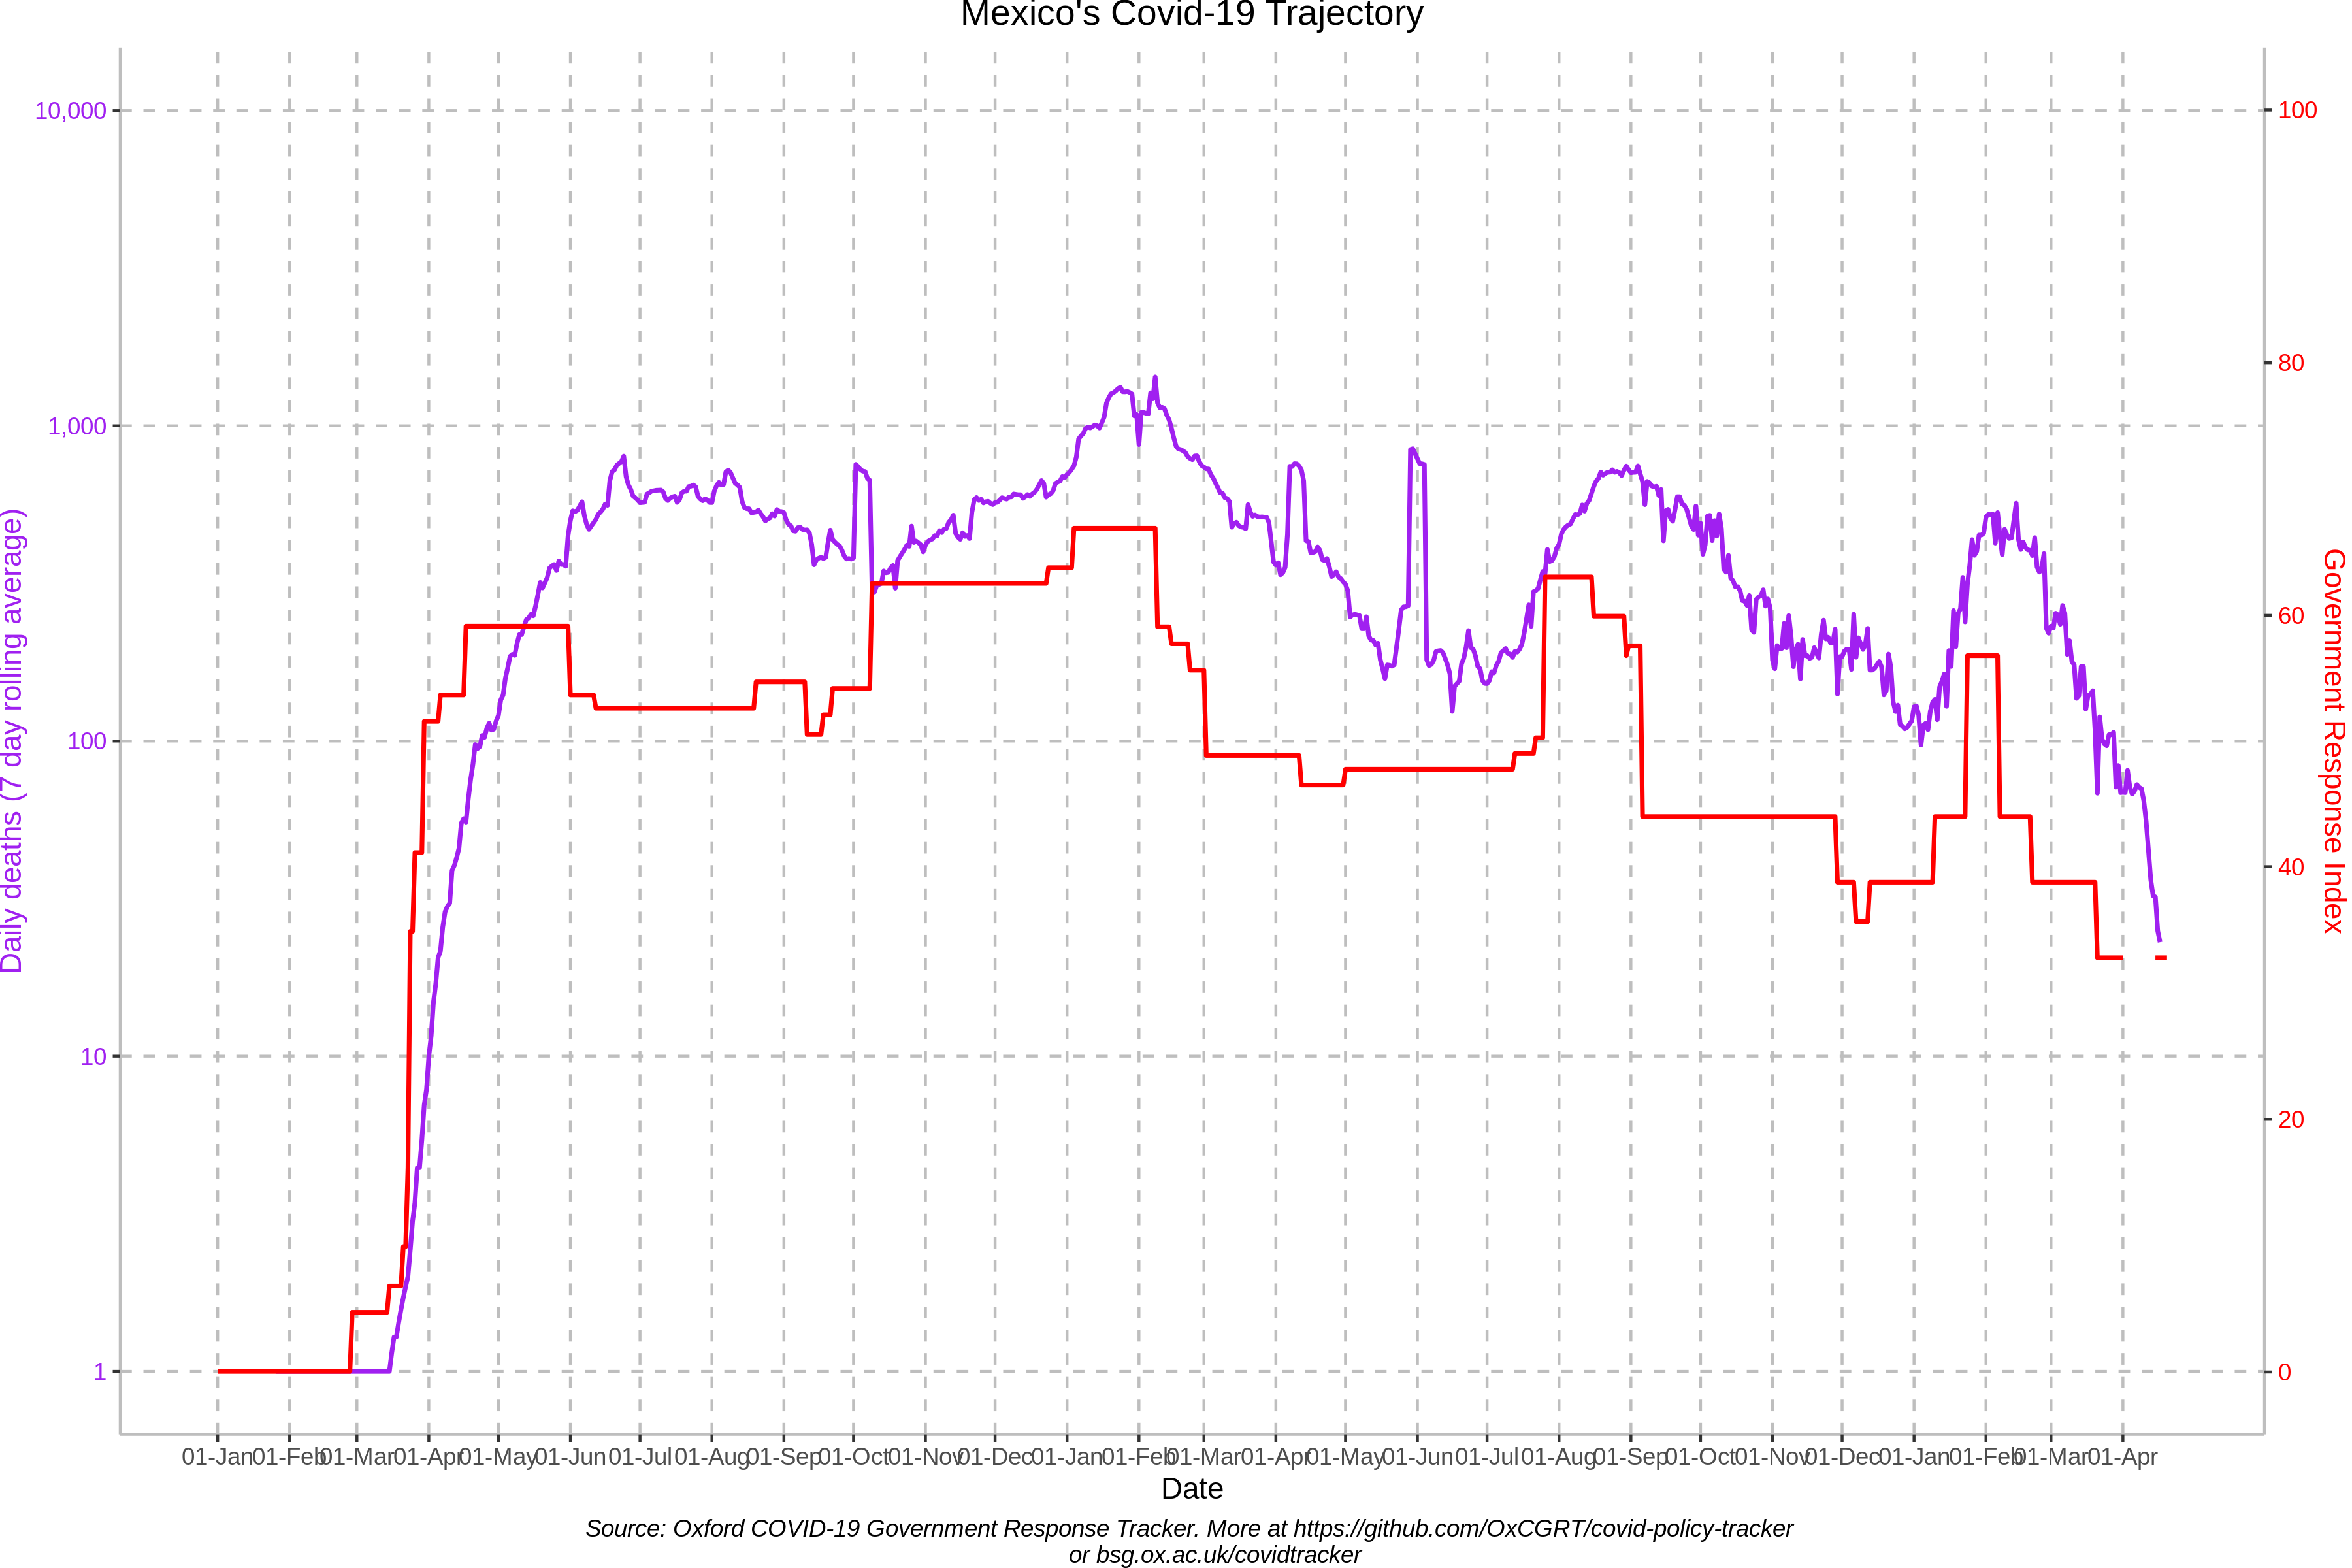 Mexico's Covid-19 Trajectory
10,000
1,000
100
10
1
Daily deaths (7 day rolling average)
100
80
60
40
20
0
Government Response Index
01-Jan 01-Feb 01-Mar 01-Apr 01-May 01-Jun 01-Jul 01-Aug 01-Sep 01-Oct 01-Nov 01-Dec 01-Jan 01-Feb 01-Mar 01-Apr 01-May 01-Jun 01-Jul 01-Aug 01-Sep 01-Oct 01-Nov 01-Dec 01-Jan 01-Feb 01-Mar 01-Apr
Date
Source: Oxford COVID-19 Government Response Tracker. More at https://github.com/OxCGRT/covid-policy-tracker
or bsg.ox.ac.uk/covidtracker